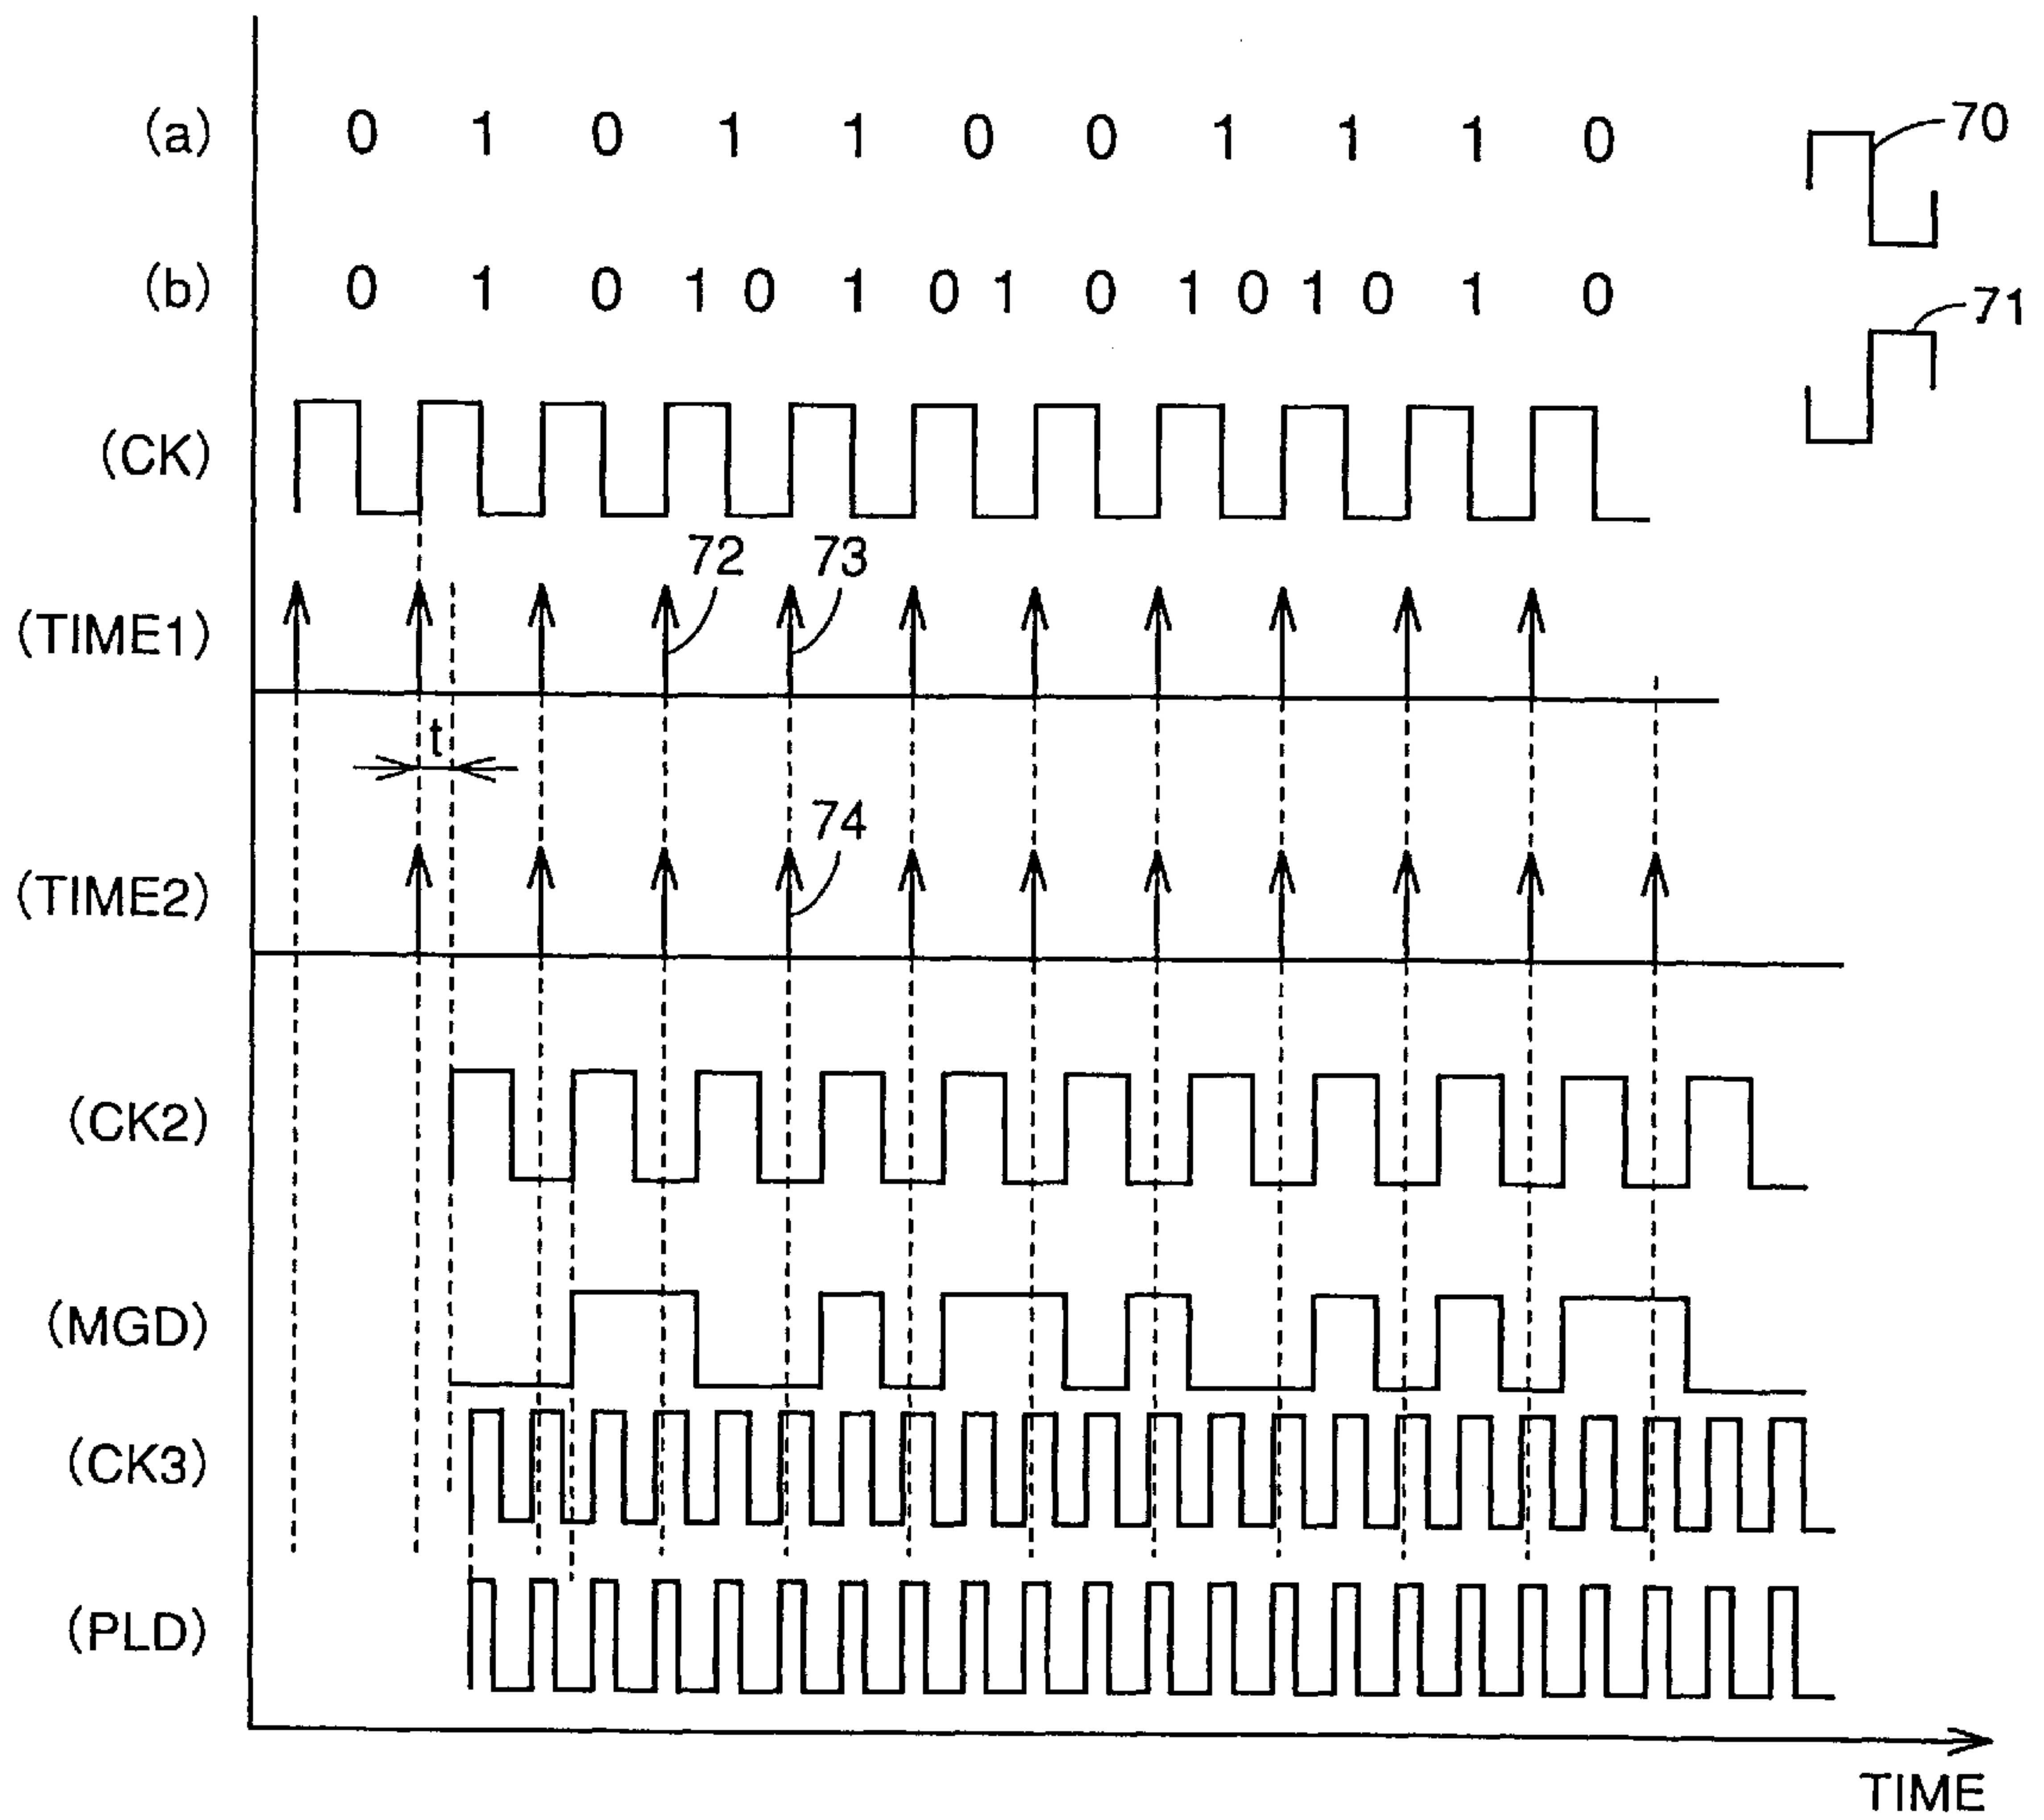 (a) 0 1 0 1 1 0 0 1 1 1 0 70
(b) 0 1 0 1 0 1 0 1 0 1 0 1 0 1 0 71
(CK)
72 73
(TIME1)
t
74
(TIME2)
(CK2)
(MGD)
(CK3)
(PLD)
TIME